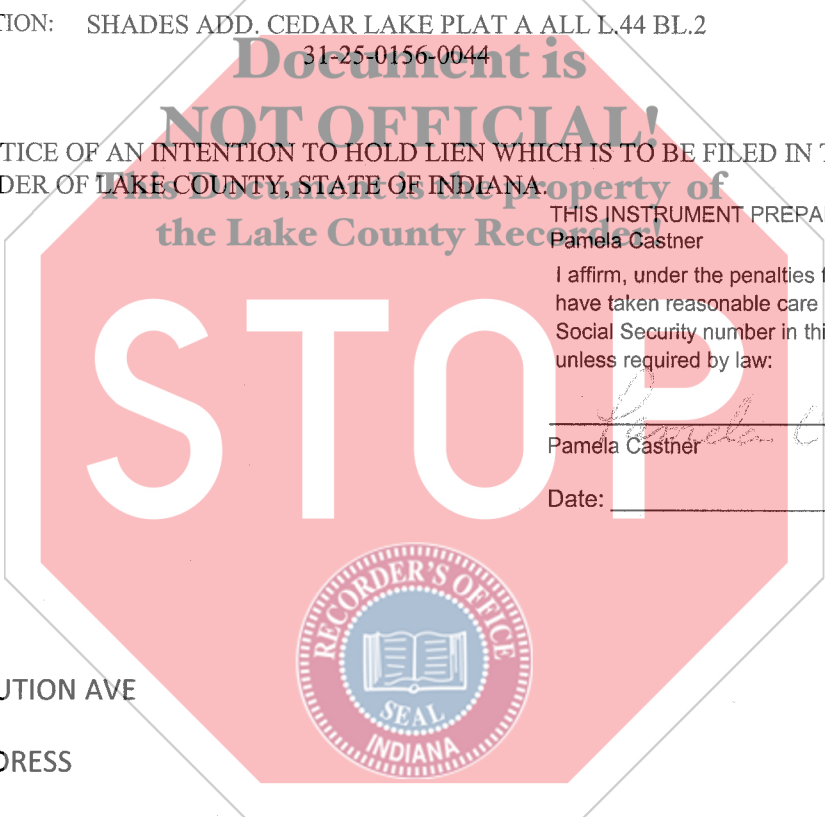 TION: SHADES ADD. CEDAR LAKE PLAT A ALL L.44 BL.2
31-25-0156-0044
Document is
NOT OFFICIAL!
TICE OF AN INTENTION TO HOLD LIEN WHICH IS TO BE FILED IN T
DER OF LAKE COUNTY, STATE OF INDIANA.
This Document is the property of
the Lake County Recorder!
THIS INSTRUMENT PREPA
Pamela Castner
I affirm, under the penalties f
have taken reasonable care
Social Security number in thi
unless required by law:
Pamela C
Pamela Castner
Date:
STOP
RECORDER'S OFFICE
SEAL
INDIANA
UTION AVE
DRESS